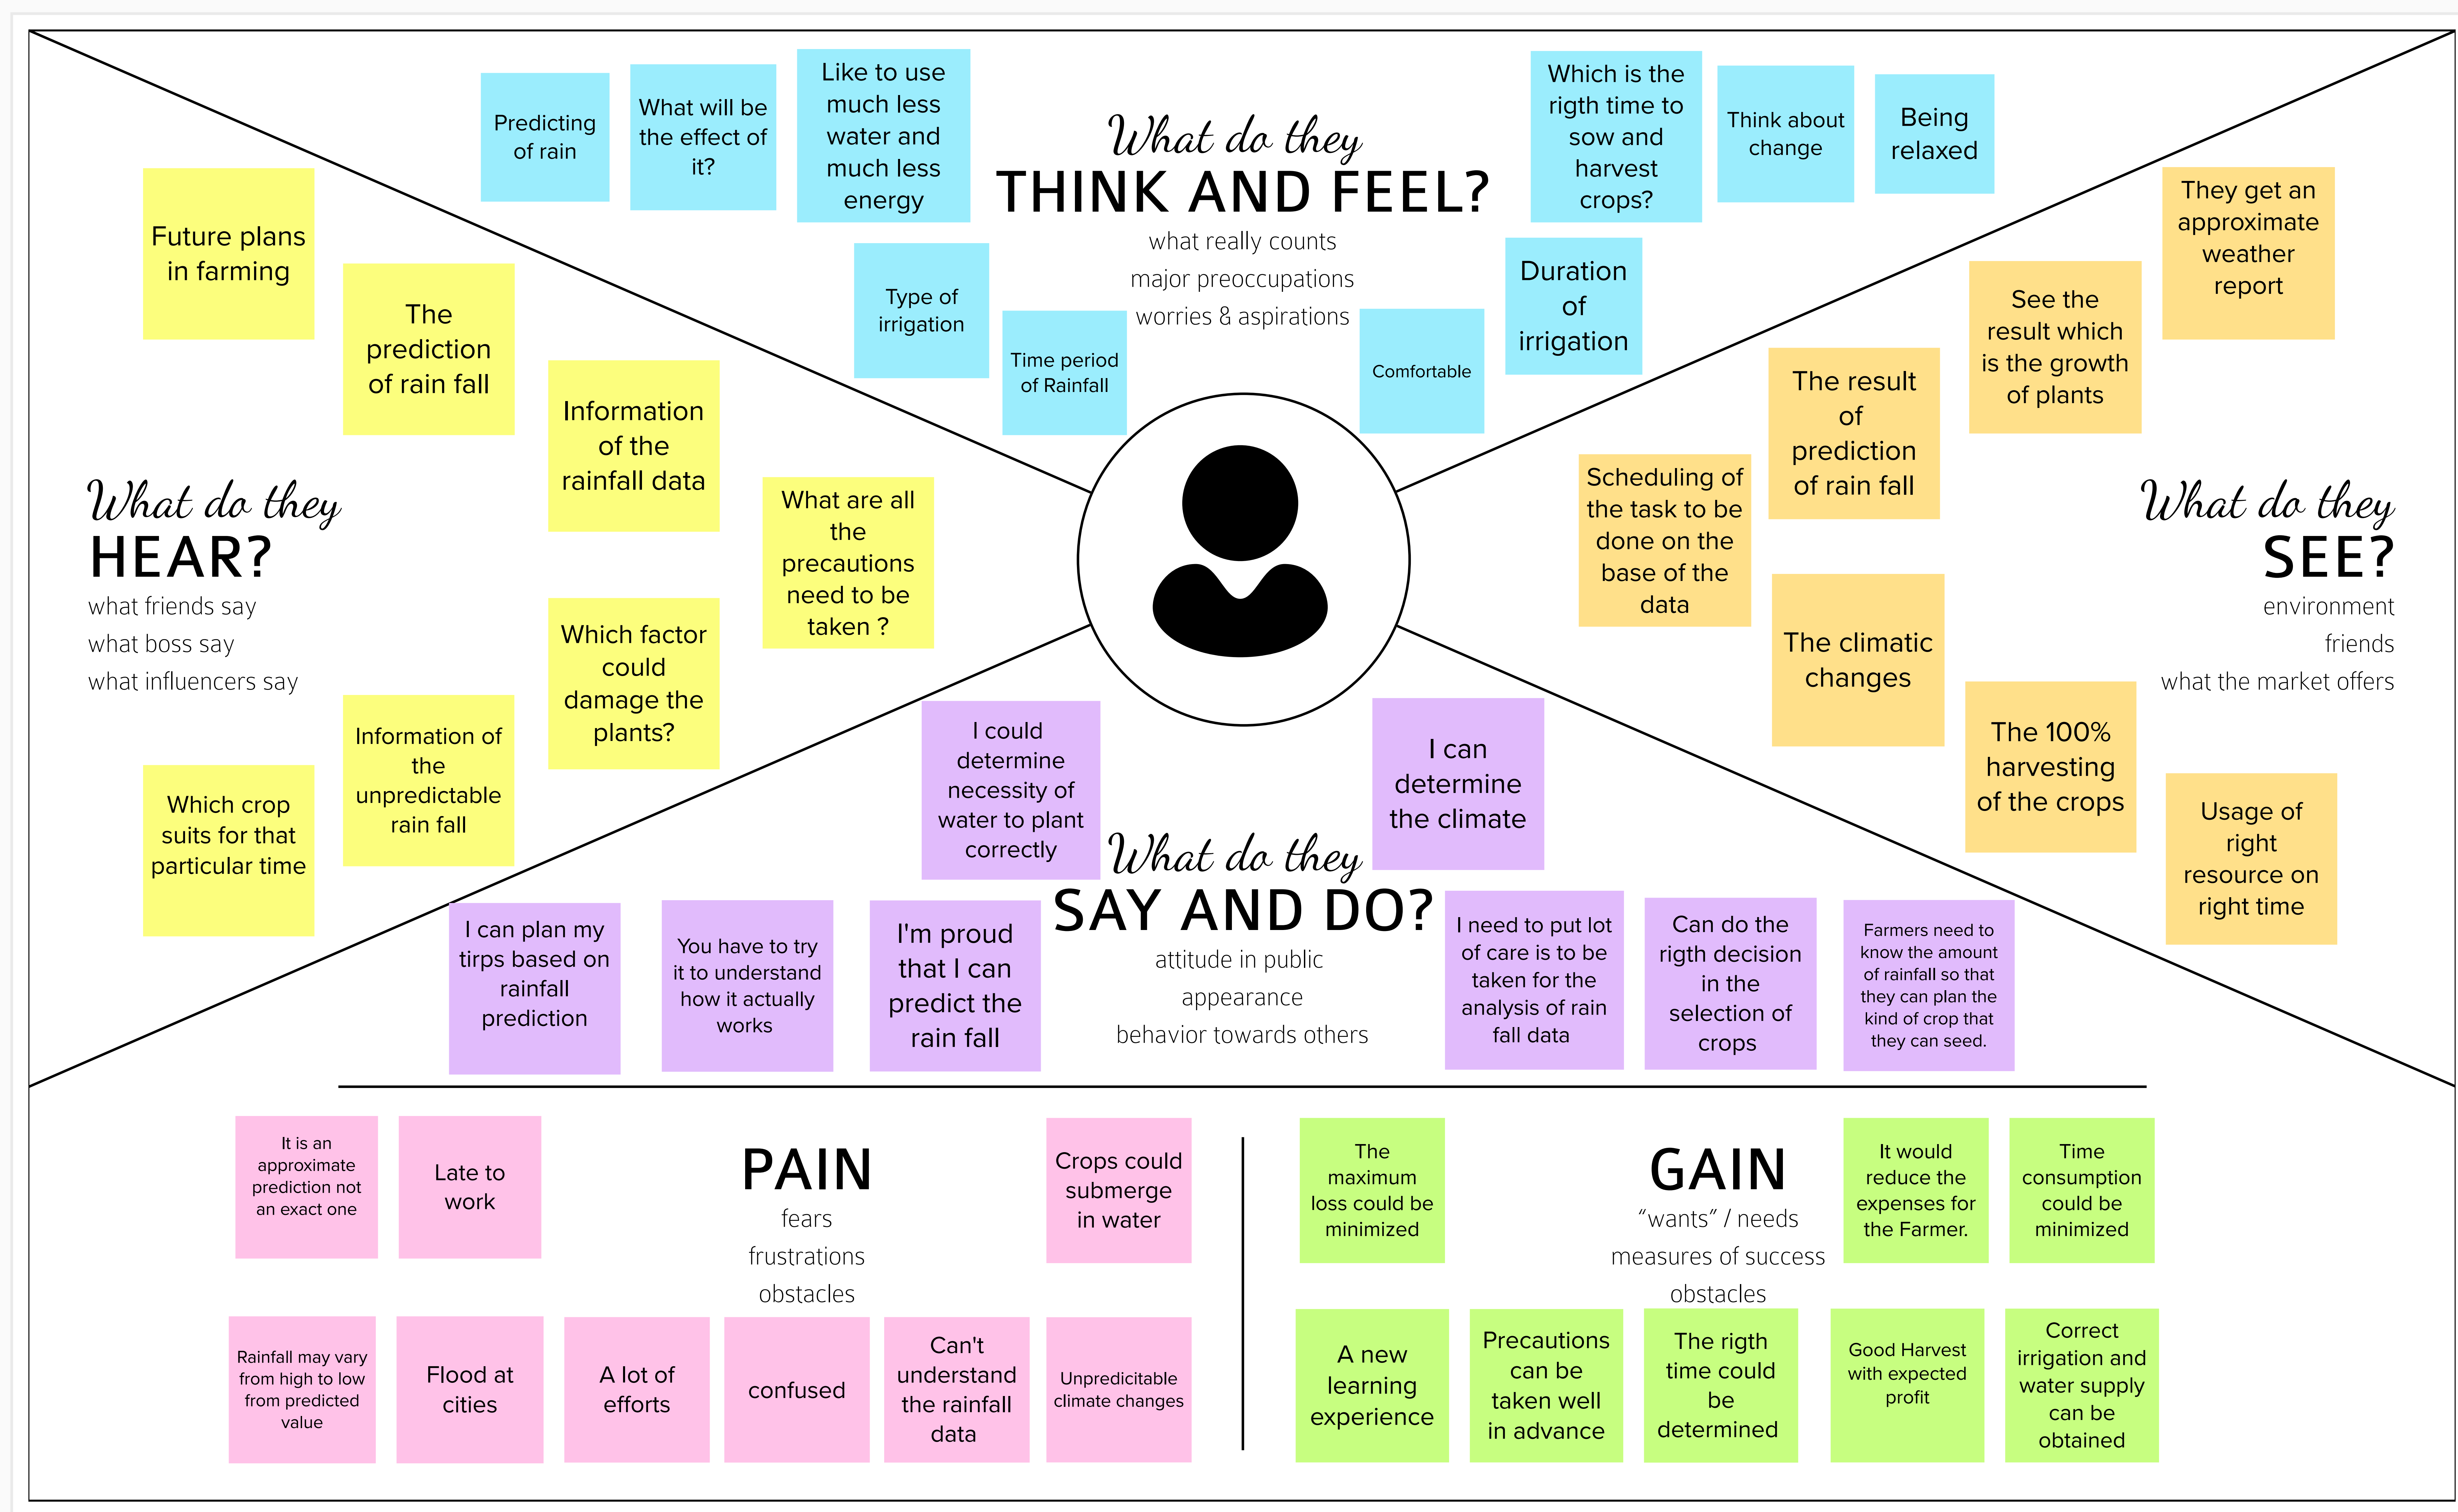 What do they
THINK AND FEEL?
what really counts
major preoccupations
worries & aspirations
Predicting
of rain
What will be
the effect of
it?
Like to use
much less
water and
much less
energy
Type of
irrigation
Time period
of Rainfall
Which is the
rigth time to
sow and
harvest
crops?
Think about
change
Being
relaxed
Duration
of
irrigation
Comfortable
What do they
HEAR?
what friends say
what boss say
what influencers say
Future plans
in farming
The
prediction
of rain fall
Information
of the
rainfall data
What are all
the
precautions
need to be
taken ?
Which factor
could
damage the
plants?
Information of
the
unpredictable
rain fall
Which crop
suits for that
particular time
What do they
SEE?
environment
friends
what the market offers
They get an
approximate
weather
report
See the
result which
is the growth
of plants
The result
of
prediction
of rain fall
Scheduling of
the task to be
done on the
base of the
data
The climatic
changes
The 100%
harvesting
of the crops
Usage of
right
resource on
right time
What do they
SAY AND DO?
attitude in public
appearance
behavior towards others
I could
determine
necessity of
water to plant
correctly
I can
determine
the climate
I can plan my
tirps based on
rainfall
prediction
You have to try
it to understand
how it actually
works
I'm proud
that I can
predict the
rain fall
I need to put lot
of care is to be
taken for the
analysis of rain
fall data
Can do the
rigth decision
in the
selection of
crops
Farmers need to
know the amount
of rainfall so that
they can plan the
kind of crop that
they can seed.
PAIN
fears
frustrations
obstacles
It is an
approximate
prediction not
an exact one
Late to
work
Crops could
submerge
in water
Rainfall may vary
from high to low
from predicted
value
Flood at
cities
A lot of
efforts
confused
Can't
understand
the rainfall
data
Unpredicitable
climate changes
GAIN
“wants” / needs
measures of success
obstacles
The
maximum
loss could be
minimized
It would
reduce the
expenses for
the Farmer.
Time
consumption
could be
minimized
A new
learning
experience
Precautions
can be
taken well
in advance
The rigth
time could
be
determined
Good Harvest
with expected
profit
Correct
irrigation and
water supply
can be
obtained